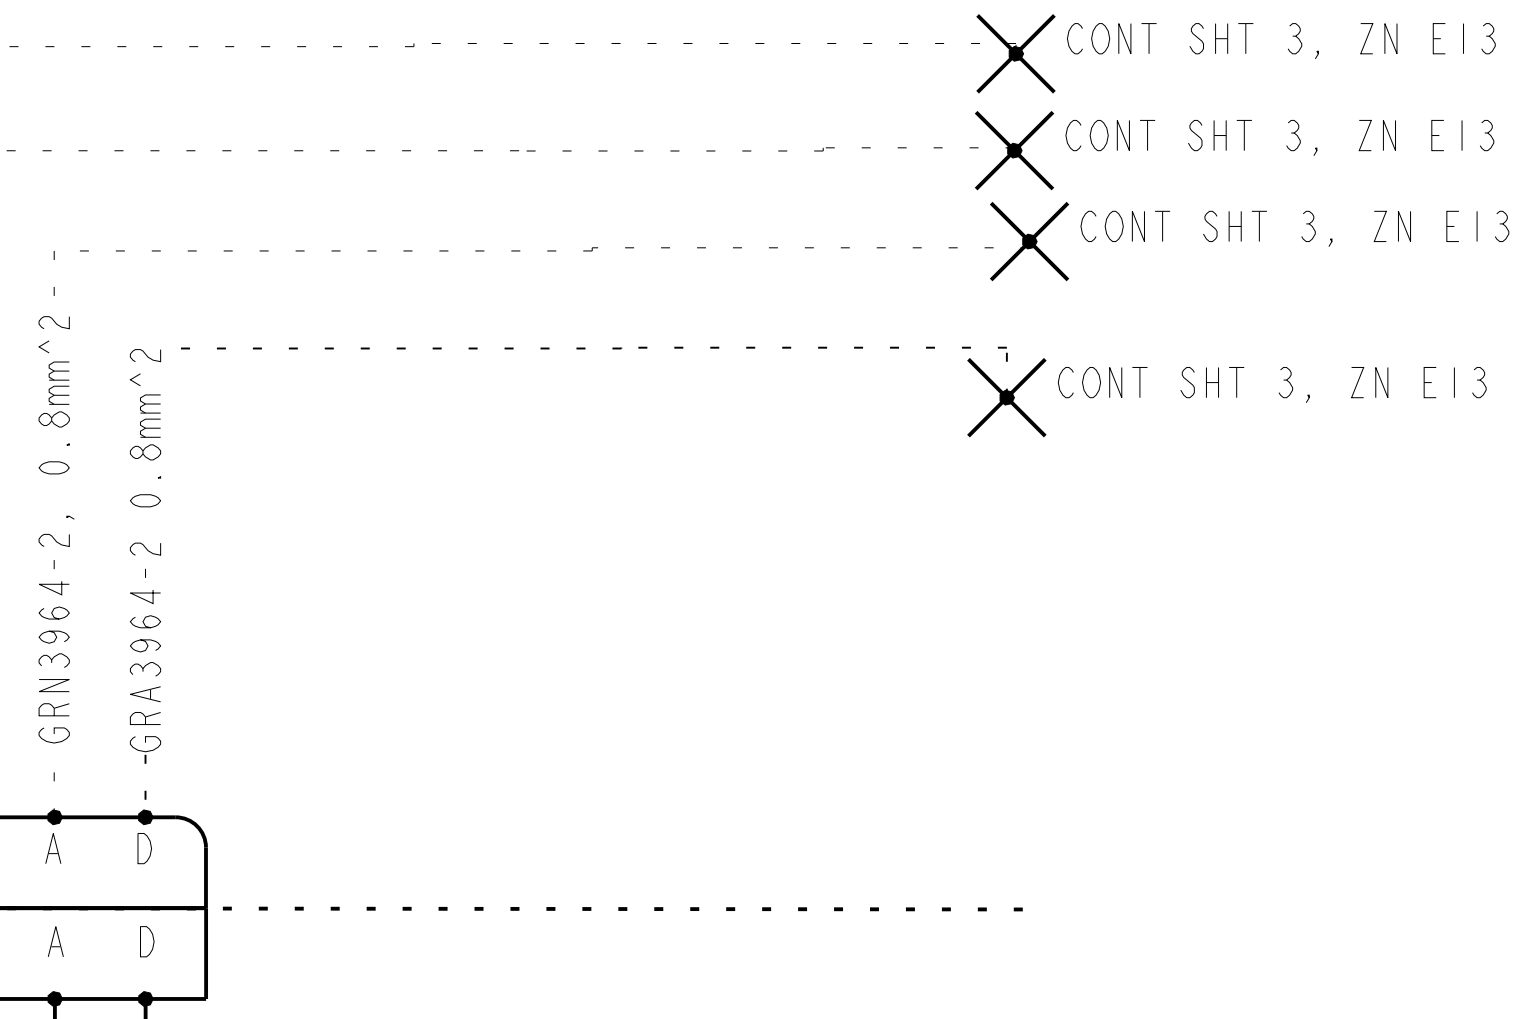 CONT SHT 3, ZN E13
CONT SHT 3, ZN E13
CONT SHT 3, ZN E13
CONT SHT 3, ZN E13
GRN3964-2, 0.8mm^2
GRA3964-2 0.8mm^2
A D
A D